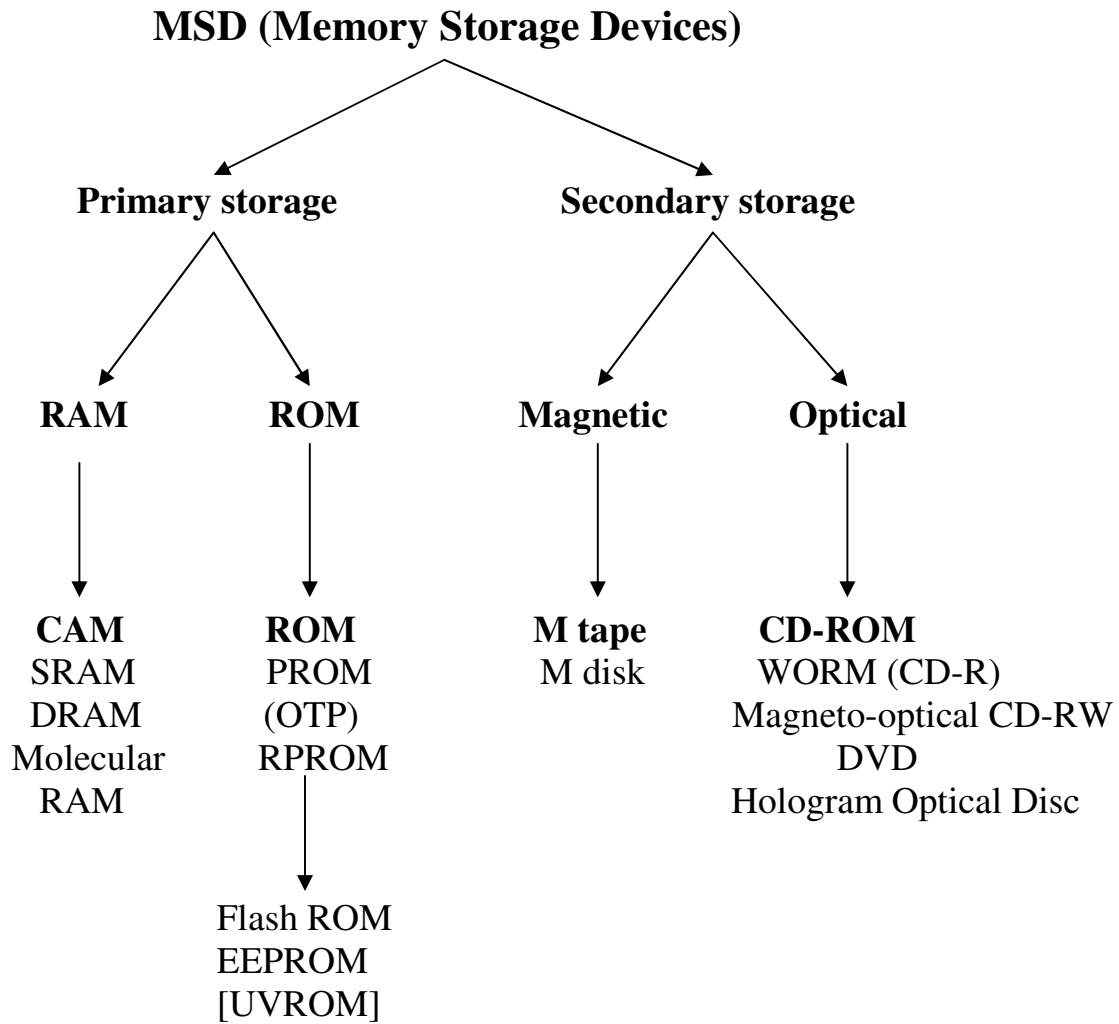 MSD (Memory Storage Devices)
Primary storage
Secondary storage
RAM
ROM
Magnetic
Optical
CAM
SRAM
DRAM
Molecular
RAM
ROM
PROM
(OTP)
RPROM
Flash ROM
EEPROM
[UVROM]
M tape
M disk
CD-ROM
WORM (CD-R)
Magneto-optical CD-RW
DVD
Hologram Optical Disc